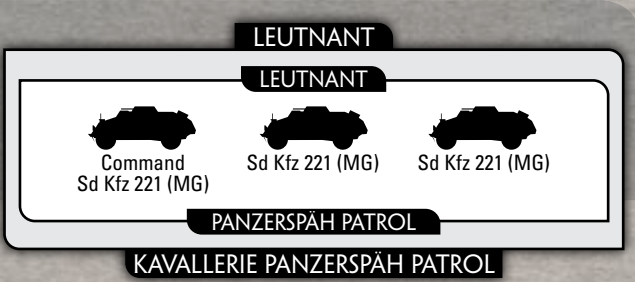 LEUTNANT
LEUTNANT
Command
Sd Kfz 221 (MG)
Sd Kfz 221 (MG)
Sd Kfz 221 (MG)
PANZERSPÄH PATROL
KAVALLERIE PANZERSPÄH PATROL